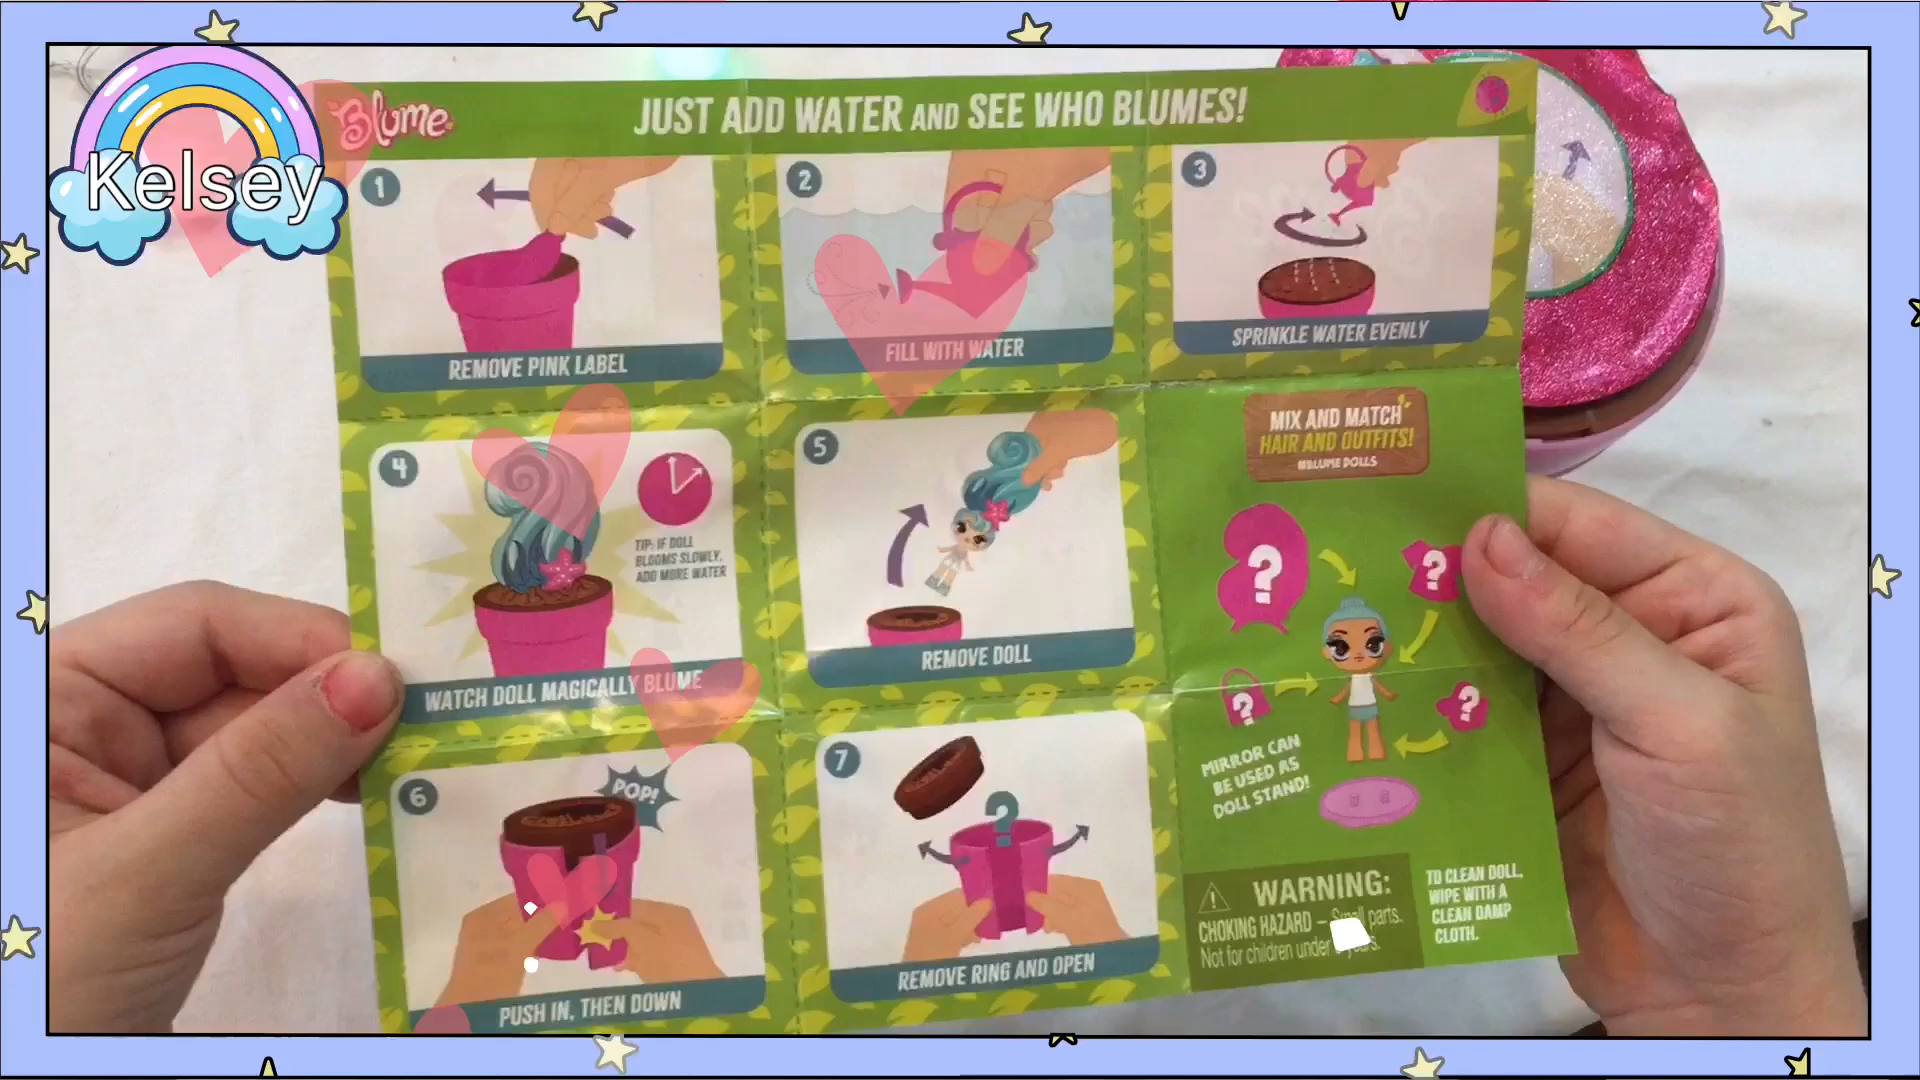 Kelsey
Blume
JUST ADD WATER AND SEE WHO BLUMES!
1
REMOVE PINK LABEL
2
FILL WITH WATER
3
SPRINKLE WATER EVENLY
4
TIP: IF DOLL
BLOOMS SLOWLY,
ADD MORE WATER
WATCH DOLL MAGICALLY BLUME
5
REMOVE DOLL
MIX AND MATCH
HAIR AND OUTFITS!
#BLUME DOLLS
?
?
?
?
MIRROR CAN
BE USED AS
DOLL STAND!
6
POP!
PUSH IN, THEN DOWN
7
?
REMOVE RING AND OPEN
WARNING:
CHOKING HAZARD – Small parts.
Not for children under years.
TO CLEAN DOLL,
WIPE WITH A
CLEAN DAMP
CLOTH.